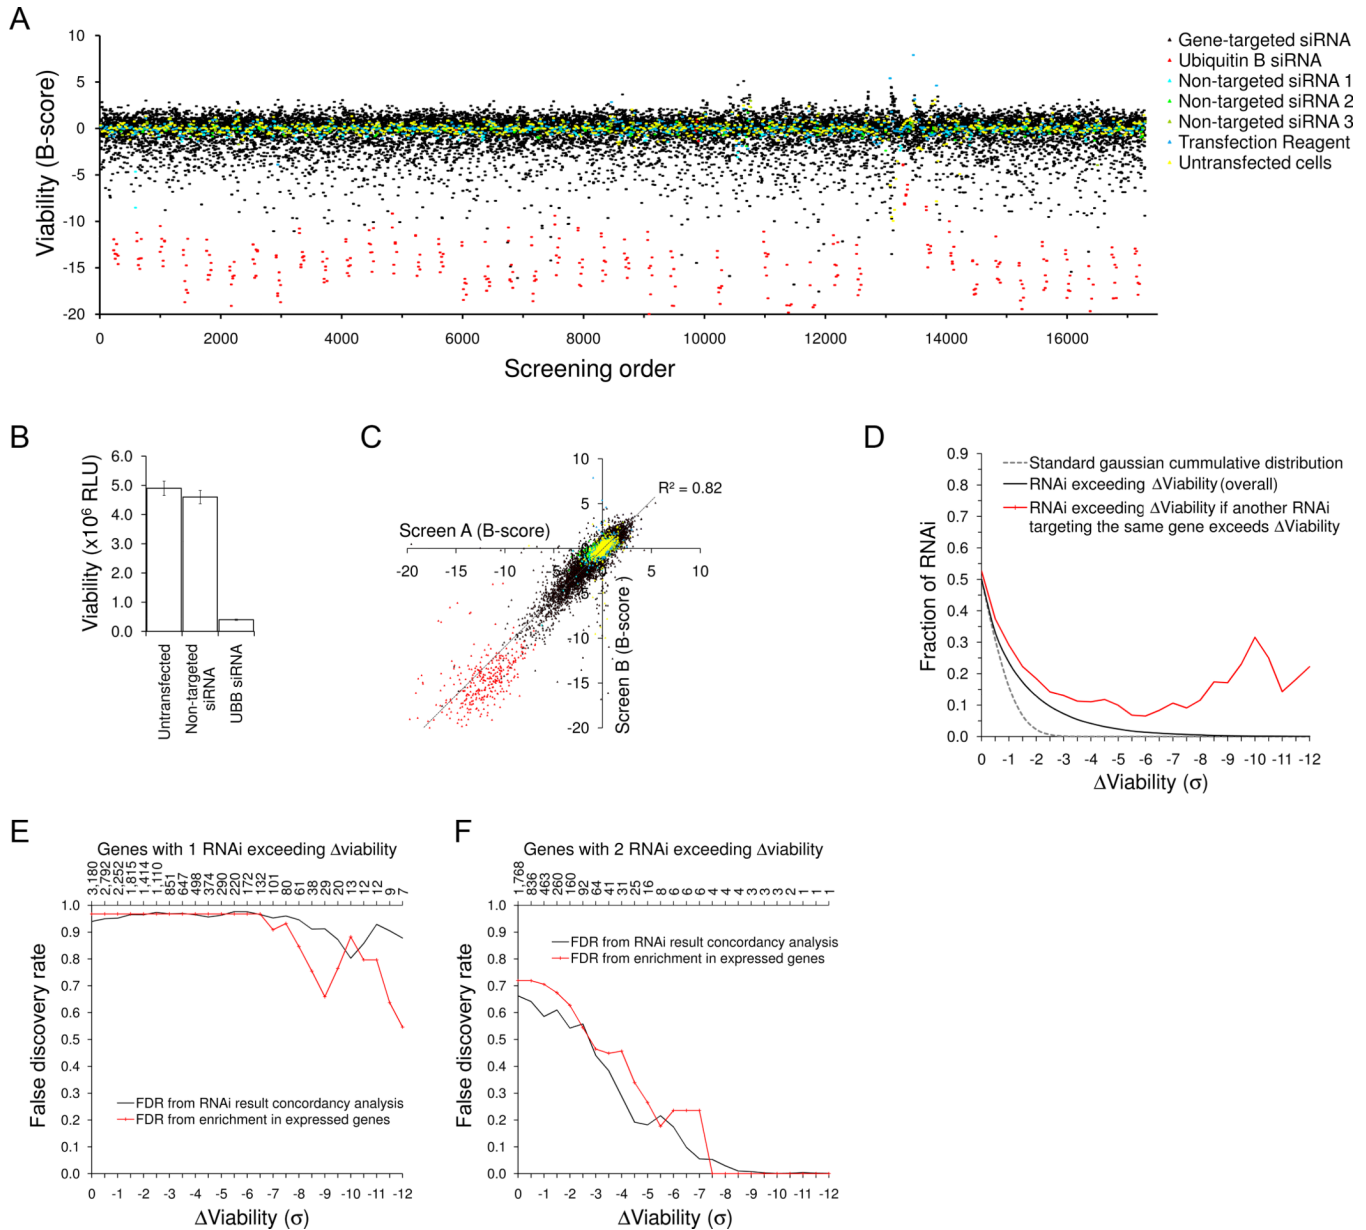 A
10
5
0
-5
-10
-15
-20
Viability (B-score)
0 2000 4000 6000 8000 10000 12000 14000 16000
Screening order
Gene-targeted siRNA
Ubiquitin B siRNA
Non-targeted siRNA 1
Non-targeted siRNA 2
Non-targeted siRNA 3
Transfection Reagent
Untransfected cells
B
Viability (x10⁶ RLU)
6.0
5.0
4.0
3.0
2.0
1.0
0.0
Untransfected
Non-targeted
siRNA
UBB siRNA
C
10
5
R² = 0.82
Screen A (B-score)
-20 -15 -10 -5 0 5 10
-5
-10
-15
-20
Screen B (B-score )
D
0.9
0.8
0.7
0.6
0.5
0.4
0.3
0.2
0.1
0.0
Fraction of RNAi
Standard gaussian cummulative distribution
RNAi exceeding ΔViability (overall)
RNAi exceeding ΔViability if another RNAi
targeting the same gene exceeds ΔViability
0 -1 -2 -3 -4 -5 -6 -7 -8 -9 -10 -11 -12
ΔViability (σ)
E
Genes with 1 RNAi exceeding Δviability
3,180 2,792 2,252 1,815 1,414 1,110 851 647 498 374 290 220 172 132 101 80 61 38 29 20 13 12 12 9 7
1.0
0.9
0.8
0.7
0.6
0.5
0.4
0.3
0.2
0.1
0.0
False discovery rate
FDR from RNAi result concordancy analysis
FDR from enrichment in expressed genes
0 -1 -2 -3 -4 -5 -6 -7 -8 -9 -10 -11 -12
ΔViability (σ)
F
Genes with 2 RNAi exceeding Δviability
1,768 836 463 260 160 92 64 41 31 25 16 8 6 6 6 4 4 4 3 3 3 2 1 1 1
1.0
0.9
0.8
0.7
0.6
0.5
0.4
0.3
0.2
0.1
0.0
False discovery rate
FDR from RNAi result concordancy analysis
FDR from enrichment in expressed genes
0 -1 -2 -3 -4 -5 -6 -7 -8 -9 -10 -11 -12
ΔViability (σ)